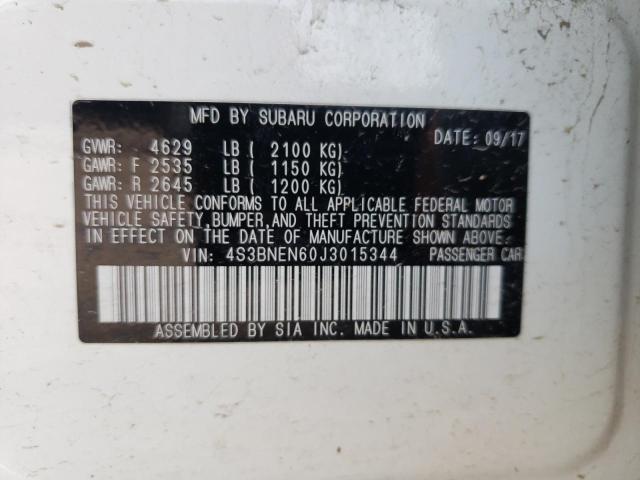 MFD BY SUBARU CORPORATION
DATE: 09/17
GVWR: 4629 LB ( 2100 KG)
GAWR: F 2535 LB ( 1150 KG)
GAWR: R 2645 LB ( 1200 KG)
THIS VEHICLE CONFORMS TO ALL APPLICABLE FEDERAL MOTOR
VEHICLE SAFETY, BUMPER, AND THEFT PREVENTION STANDARDS
IN EFFECT ON THE DATE OF MANUFACTURE SHOWN ABOVE.
VIN: 4S3BNEN60J3015344 PASSENGER CAR
ASSEMBLED BY SIA INC. MADE IN U.S.A.